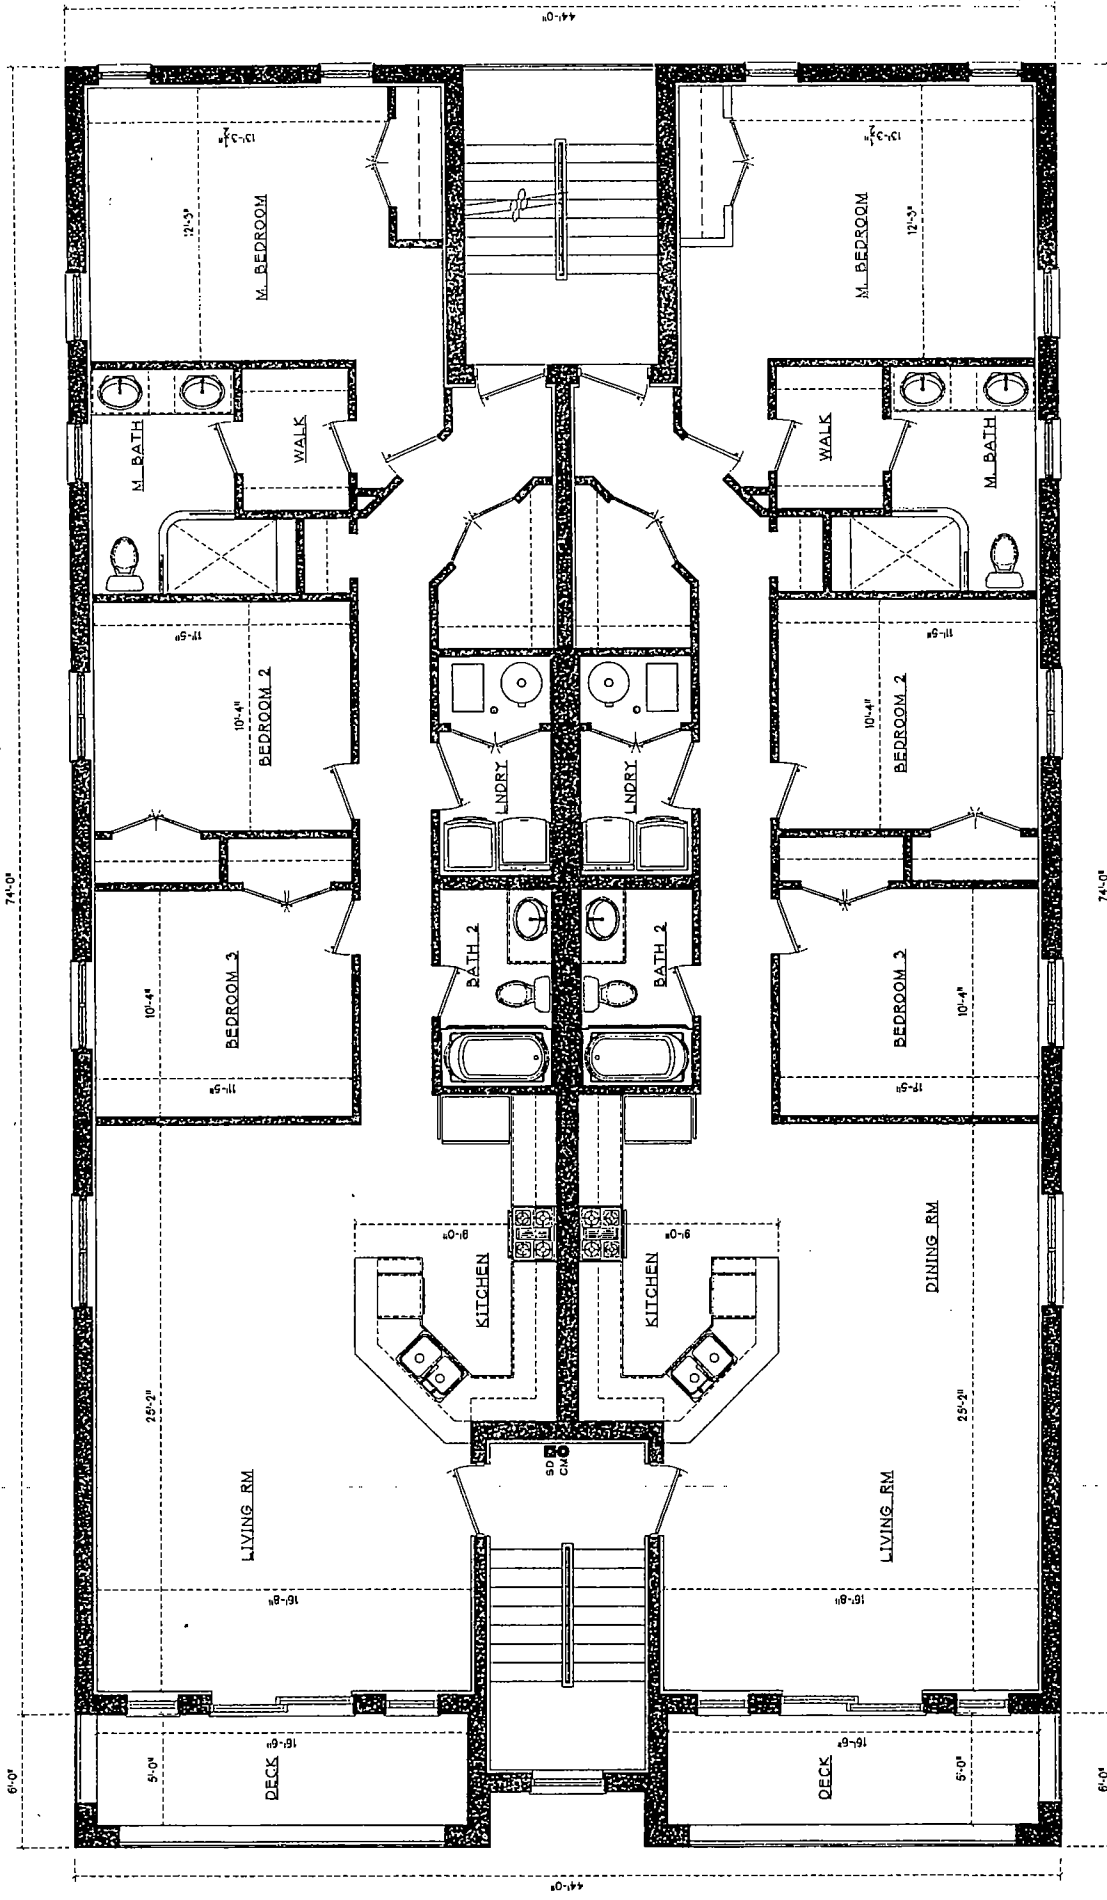 44'-0"
74'-0"
74'-0"
13'-3 1/2"
12'-3"
M. BEDROOM
13'-3 1/2"
12'-3"
M. BEDROOM
M. BATH
WALK
WALK
M. BATH
11'-5"
10'-4"
BEDROOM 2
11'-5"
10'-4"
BEDROOM 2
LNDRY
LNDRY
BATH 2
BATH 2
10'-4"
BEDROOM 3
11'-5"
BEDROOM 3
10'-4"
11'-5"
9'-0"
KITCHEN
9'-0"
KITCHEN
DINING RM
25'-2"
25'-2"
LIVING RM
SD
CM
LIVING RM
16'-8"
16'-8"
16'-6"
5'-0"
DECK
16'-6"
5'-0"
DECK
6'-0"
6'-0"
44'-0"